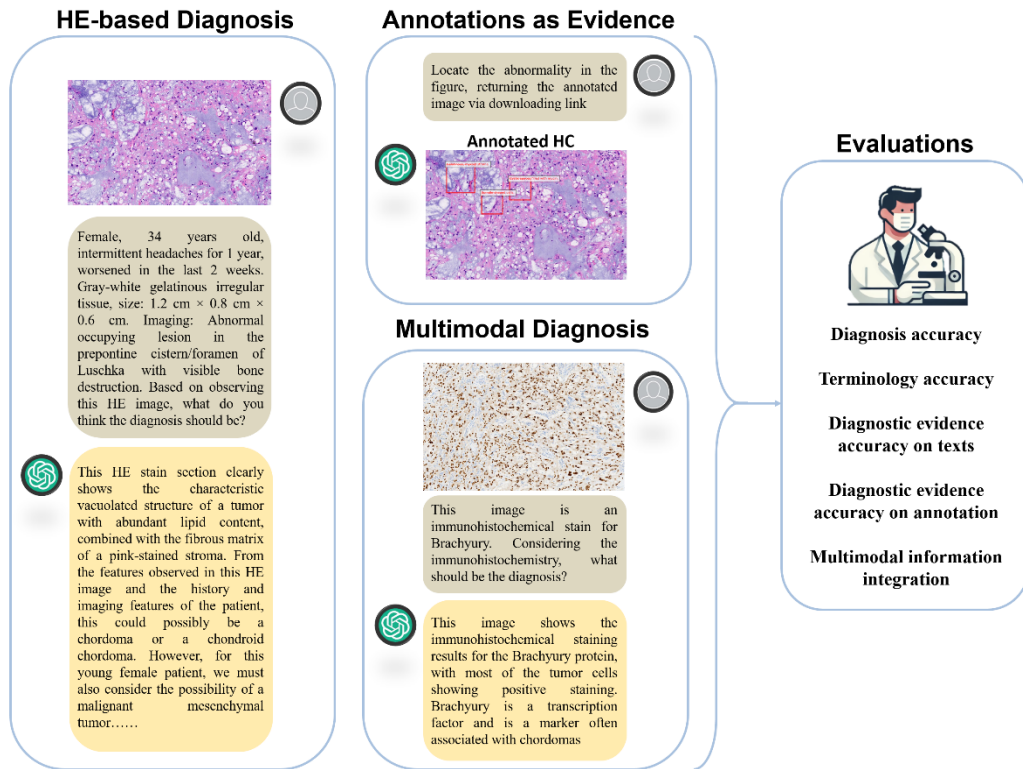 HE-based Diagnosis
Female, 34 years old,
intermittent headaches for 1 year,
worsened in the last 2 weeks.
Gray-white gelatinous irregular
tissue, size: 1.2 cm × 0.8 cm ×
0.6 cm. Imaging: Abnormal
occupying lesion in the
prepontine cistern/foramen of
Luschka with visible bone
destruction. Based on observing
this HE image, what do you
think the diagnosis should be?
This HE stain section clearly
shows the characteristic
vacuolated structure of a tumor
with abundant lipid content,
combined with the fibrous matrix
of a pink-stained stroma. From
the features observed in this HE
image and the history and
imaging features of the patient,
this could possibly be a
chordoma or a chondroid
chordoma. However, for this
young female patient, we must
also consider the possibility of a
malignant mesenchymal
tumor……
Annotations as Evidence
Locate the abnormality in the
figure, returning the annotated
image via downloading link
Annotated HC
Multimodal Diagnosis
This image is an
immunohistochemical stain for
Brachyury. Considering the
immunohistochemistry, what
should be the diagnosis?
This image shows the
immunohistochemical staining
results for the Brachyury protein,
with most of the tumor cells
showing positive staining.
Brachyury is a transcription
factor and is a marker often
associated with chordomas
Evaluations
Diagnosis accuracy
Terminology accuracy
Diagnostic evidence
accuracy on texts
Diagnostic evidence
accuracy on annotation
Multimodal information
integration